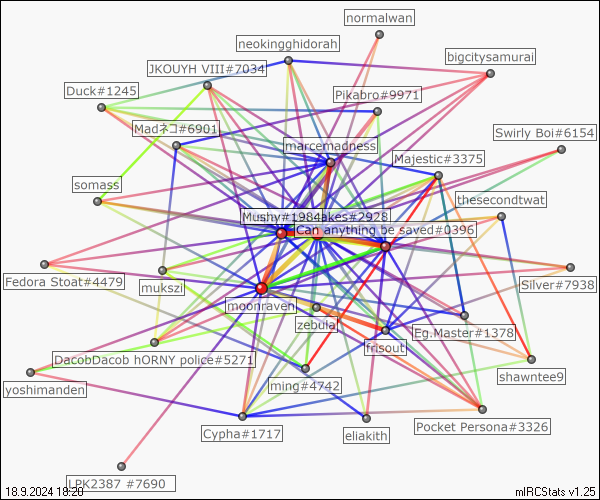 normalwan
neokingghidorah
bigcitysamurai
JKOUYH VIII#7034
Duck#1245
Pikabro#9971
Madネコ#6901
Swirly Boi#6154
marcemadness
Majestic#3375
somass
thesecondtwat
Mushy#1984akes#2928
Can anything be saved#0396
Fedora Stoat#4479
mukszi
Silver#7938
moonraven
zebular
Eg.Master#1378
frisout
DacobDacob hORNY police#5271
shawntee9
yoshimanden
ming#4742
Cypha#1717
eliakith
Pocket Persona#3326
LPK2387 #7690
18.9.2024 18:20
mIRCStats v1.25